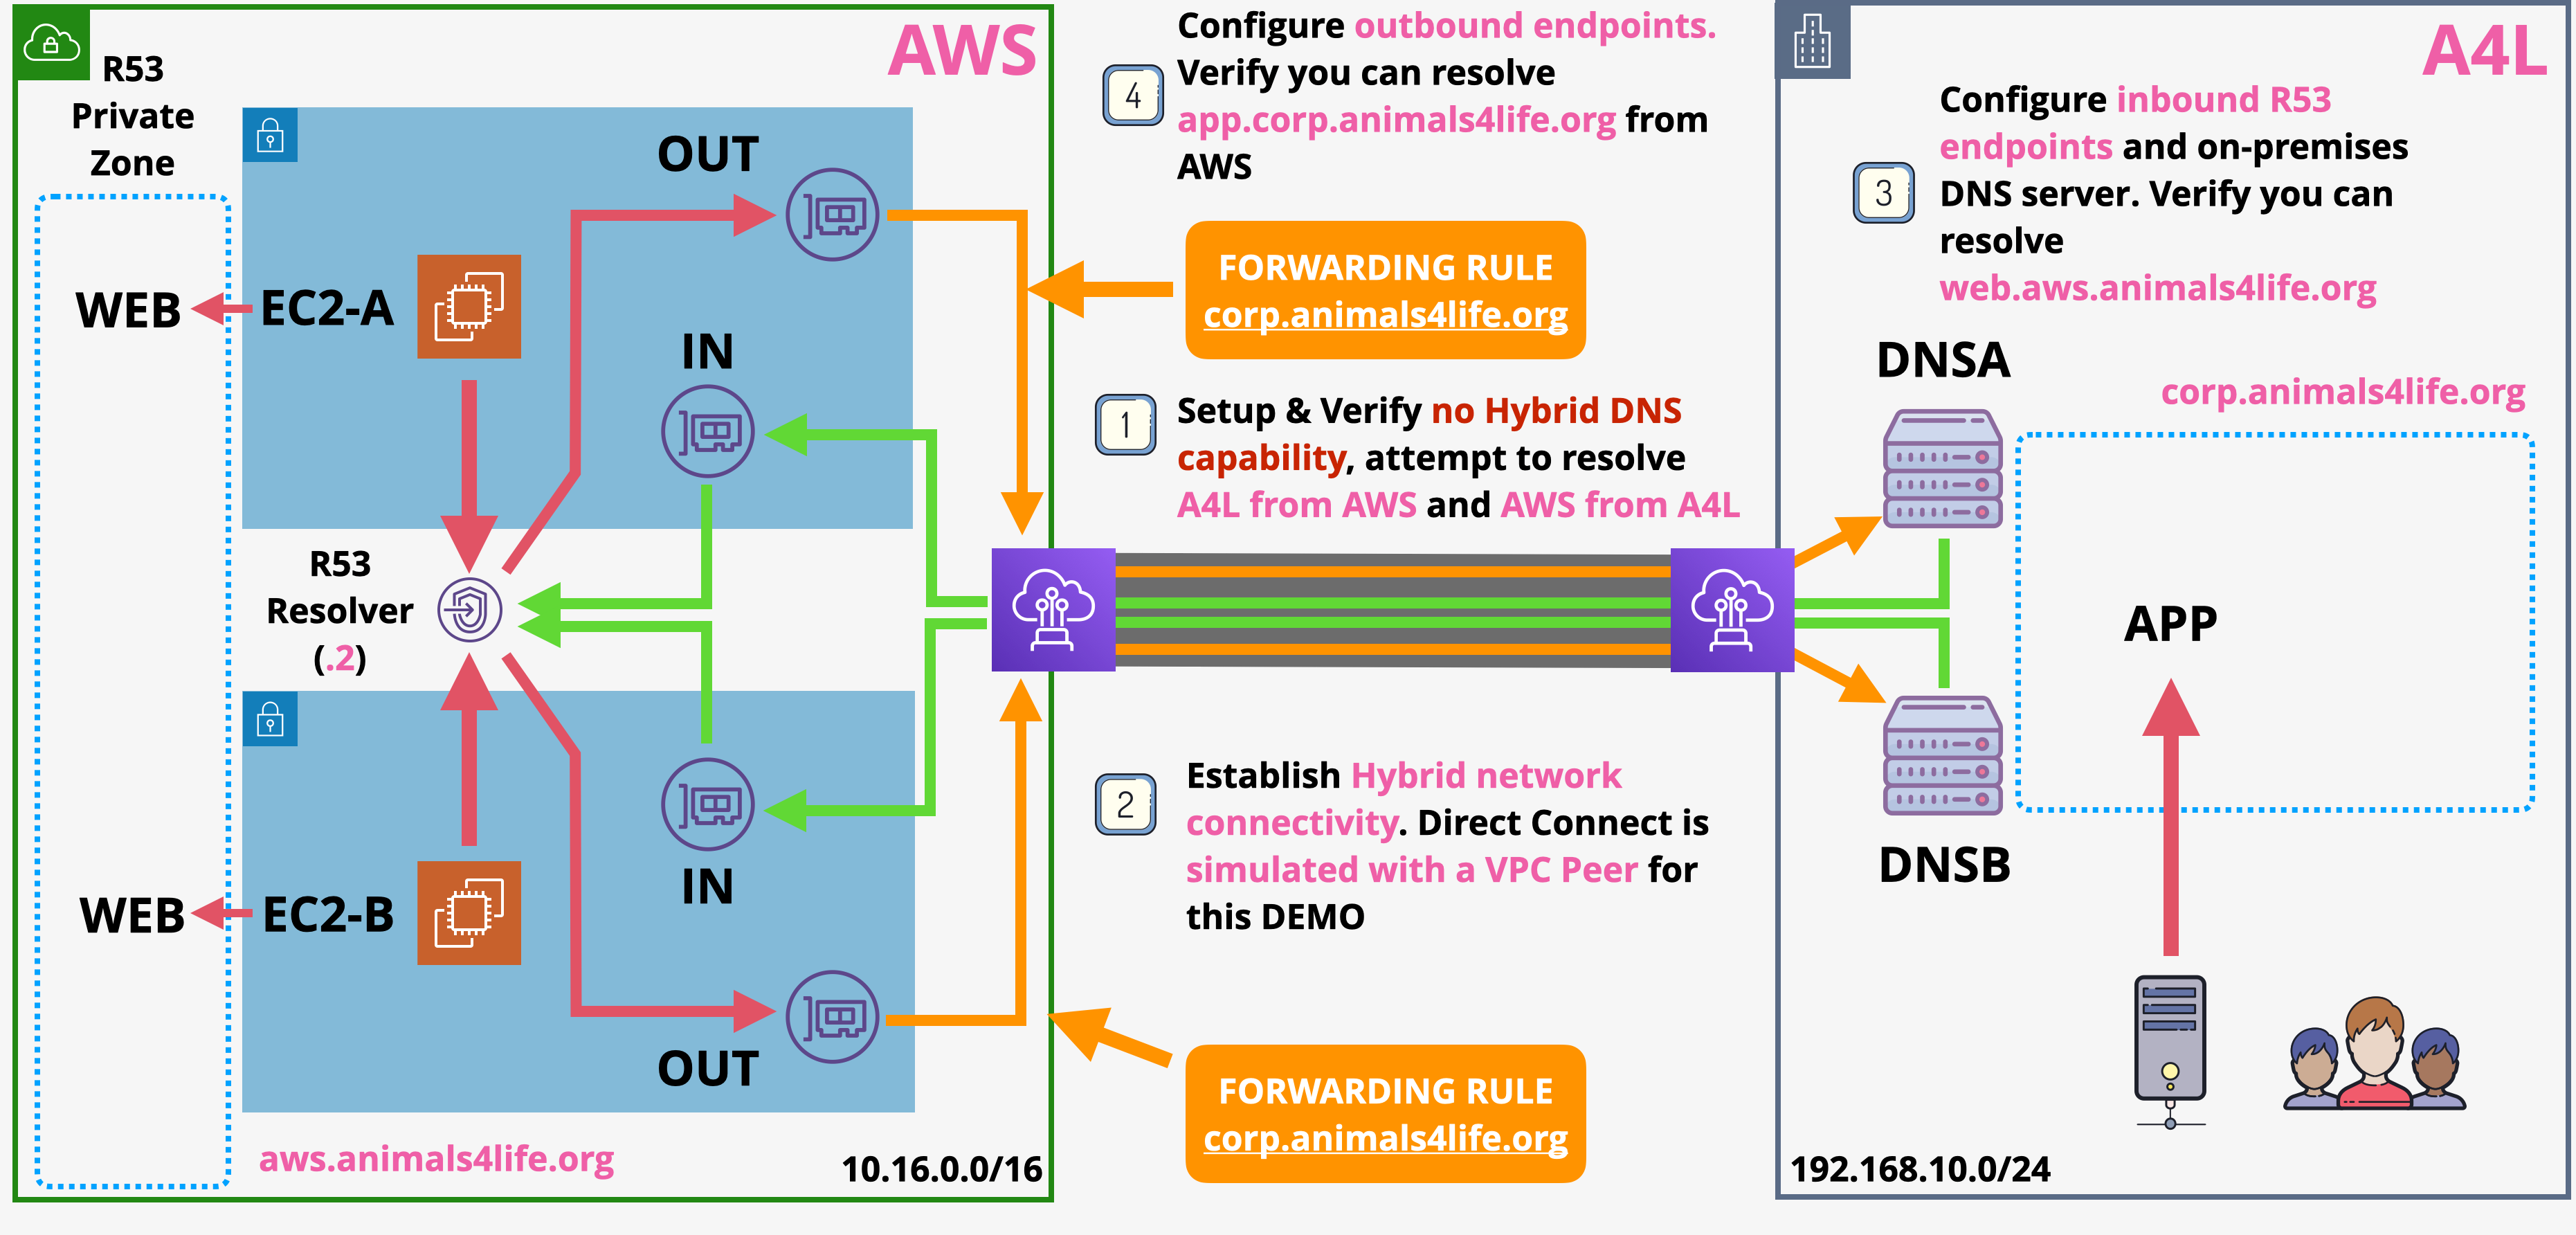 AWS
R53
Private
Zone
OUT
WEB
EC2-A
IN
R53
Resolver
(.2)
WEB
EC2-B
IN
OUT
aws.animals4life.org
10.16.0.0/16
4
Configure outbound endpoints.
Verify you can resolve
app.corp.animals4life.org from
AWS
FORWARDING RULE
corp.animals4life.org
1
Setup & Verify no Hybrid DNS
capability, attempt to resolve
A4L from AWS and AWS from A4L
2
Establish Hybrid network
connectivity. Direct Connect is
simulated with a VPC Peer for
this DEMO
FORWARDING RULE
corp.animals4life.org
A4L
3
Configure inbound R53
endpoints and on-premises
DNS server. Verify you can
resolve
web.aws.animals4life.org
DNSA
corp.animals4life.org
APP
DNSB
192.168.10.0/24